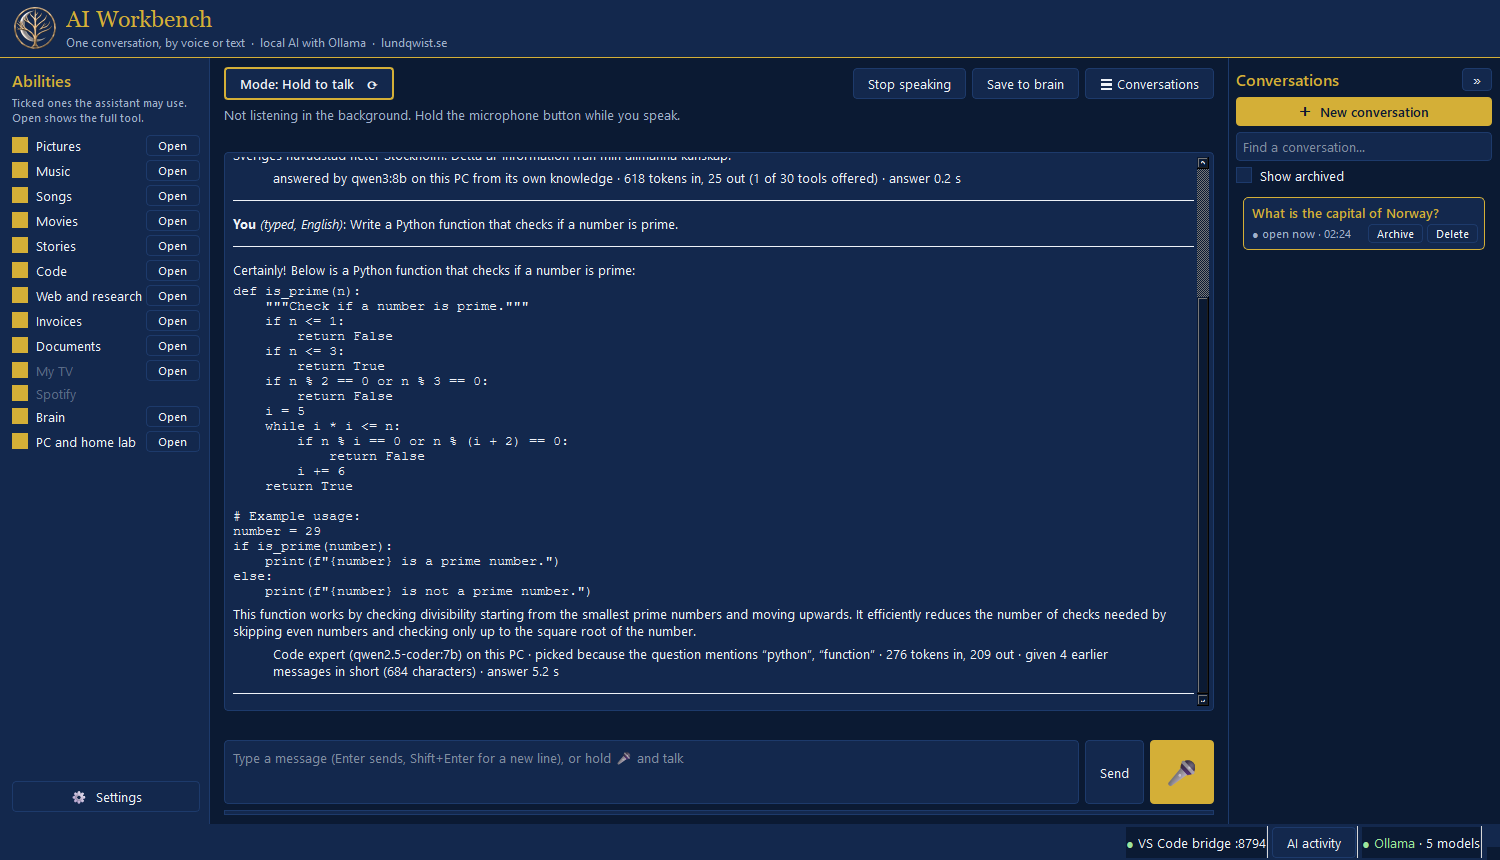 AI Workbench
One conversation, by voice or text · local AI with Ollama · lundqwist.se
Abilities
Ticked ones the assistant may use.
Open shows the full tool.
Pictures Open
Music Open
Songs Open
Movies Open
Stories Open
Code Open
Web and research Open
Invoices Open
Documents Open
My TV Open
Spotify
Brain Open
PC and home lab Open
Settings
Mode: Hold to talk
Stop speaking
Save to brain
Conversations
Not listening in the background. Hold the microphone button while you speak.
answered by qwen3:8b on this PC from its own knowledge · 618 tokens in, 25 out (1 of 30 tools offered) · answer 0.2 s
You (typed, English): Write a Python function that checks if a number is prime.
Certainly! Below is a Python function that checks if a number is prime:
def is_prime(n):
    """Check if a number is prime."""
    if n <= 1:
        return False
    if n <= 3:
        return True
    if n % 2 == 0 or n % 3 == 0:
        return False
    i = 5
    while i * i <= n:
        if n % i == 0 or n % (i + 2) == 0:
            return False
        i += 6
    return True
# Example usage:
number = 29
if is_prime(number):
    print(f"{number} is a prime number.")
else:
    print(f"{number} is not a prime number.")
This function works by checking divisibility starting from the smallest prime numbers and moving upwards. It efficiently reduces the number of checks needed by
skipping even numbers and checking only up to the square root of the number.
Code expert (qwen2.5-coder:7b) on this PC · picked because the question mentions “python”, “function” · 276 tokens in, 209 out · given 4 earlier
messages in short (684 characters) · answer 5.2 s
Type a message (Enter sends, Shift+Enter for a new line), or hold 🎤 and talk
Send
Conversations
»
+ New conversation
Find a conversation...
Show archived
What is the capital of Norway?
● open now · 02:24 Archive Delete
● VS Code bridge :8794
AI activity
● Ollama · 5 models